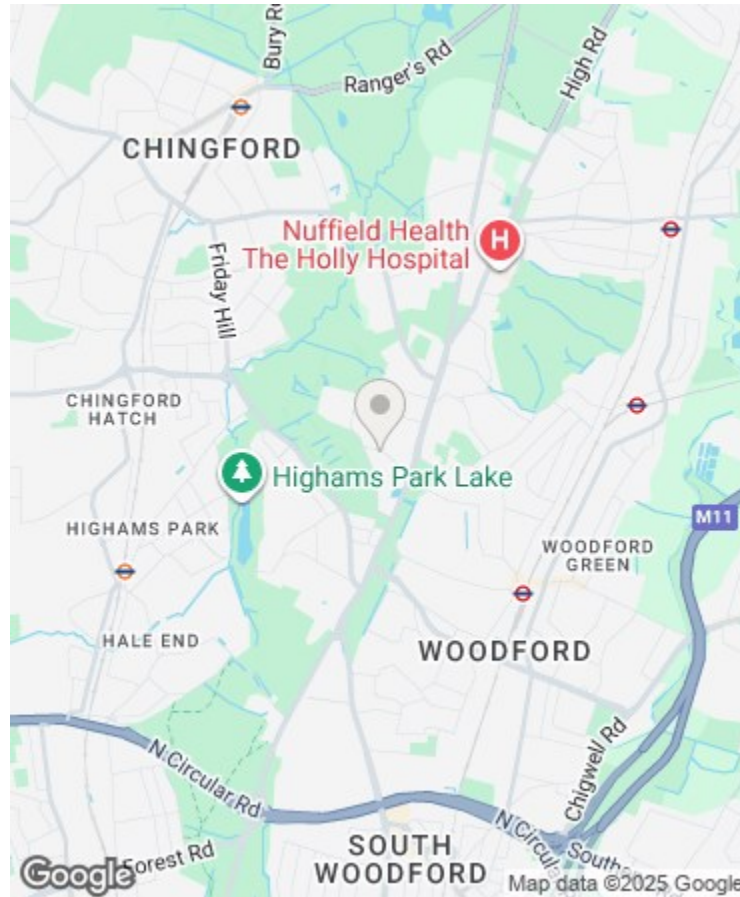 Bury R
Ranger's Rd
High Rd
CHINGFORD
Nuffield Health
The Holly Hospital
H
Friday Hill
CHINGFORD
HATCH
Highams Park Lake
M11
HIGHAMS PARK
WOODFORD
GREEN
HALE END
WOODFORD
N Circular Rd
Chigwell Rd
N Circula
SOUTH
WOODFORD
Forest Rd
Google
Map data ©2025 Google